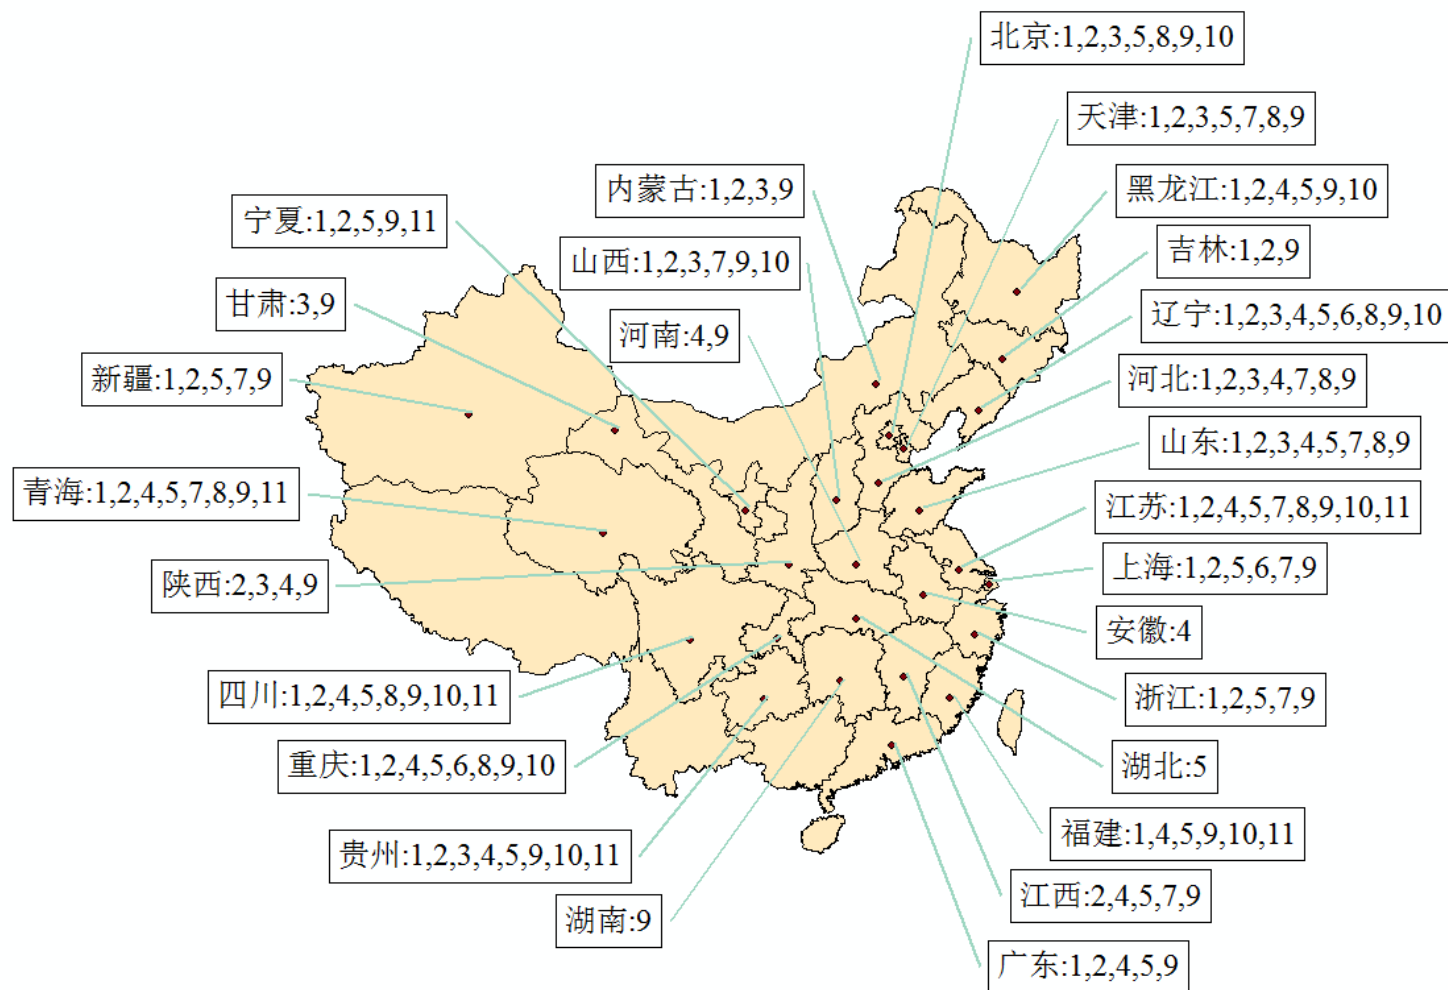 北京:1,2,3,5,8,9,10
天津:1,2,3,5,7,8,9
内蒙古:1,2,3,9
黑龙江:1,2,4,5,9,10
宁夏:1,2,5,9,11
吉林:1,2,9
山西:1,2,3,7,9,10
甘肃:3,9
辽宁:1,2,3,4,5,6,8,9,10
河南:4,9
新疆:1,2,5,7,9
河北:1,2,3,4,7,8,9
山东:1,2,3,4,5,7,8,9
青海:1,2,4,5,7,8,9,11
江苏:1,2,4,5,7,8,9,10,11
上海:1,2,5,6,7,9
陕西:2,3,4,9
安徽:4
四川:1,2,4,5,8,9,10,11
浙江:1,2,5,7,9
重庆:1,2,4,5,6,8,9,10
湖北:5
福建:1,4,5,9,10,11
贵州:1,2,3,4,5,9,10,11
江西:2,4,5,7,9
湖南:9
广东:1,2,4,5,9